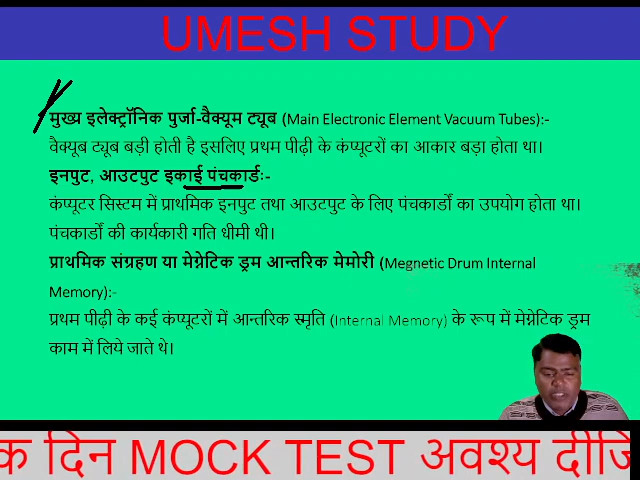 UMESH STUDY
मुख्य इलेक्ट्रॉनिक पुर्जा-वैक्यूम ट्यूब (Main Electronic Element Vacuum Tubes):-
वैक्यूब ट्यूब बड़ी होती है इसलिए प्रथम पीढ़ी के कंप्यूटरों का आकार बड़ा होता था।
इनपुट, आउटपुट इकाई पंचकार्डः-
कंप्यूटर सिस्टम में प्राथमिक इनपुट तथा आउटपुट के लिए पंचकार्डों का उपयोग होता था।
पंचकार्डों की कार्यकारी गति धीमी थी।
प्राथमिक संग्रहण या मेग्नेटिक ड्रम आन्तरिक मेमोरी (Megnetic Drum Internal
Memory):-
प्रथम पीढ़ी के कई कंप्यूटरों में आन्तरिक स्मृति (Internal Memory) के रूप में मेग्नेटिक ड्रम
काम में लिये जाते थे।
क दिन MOCK TEST अवश्य दीजि